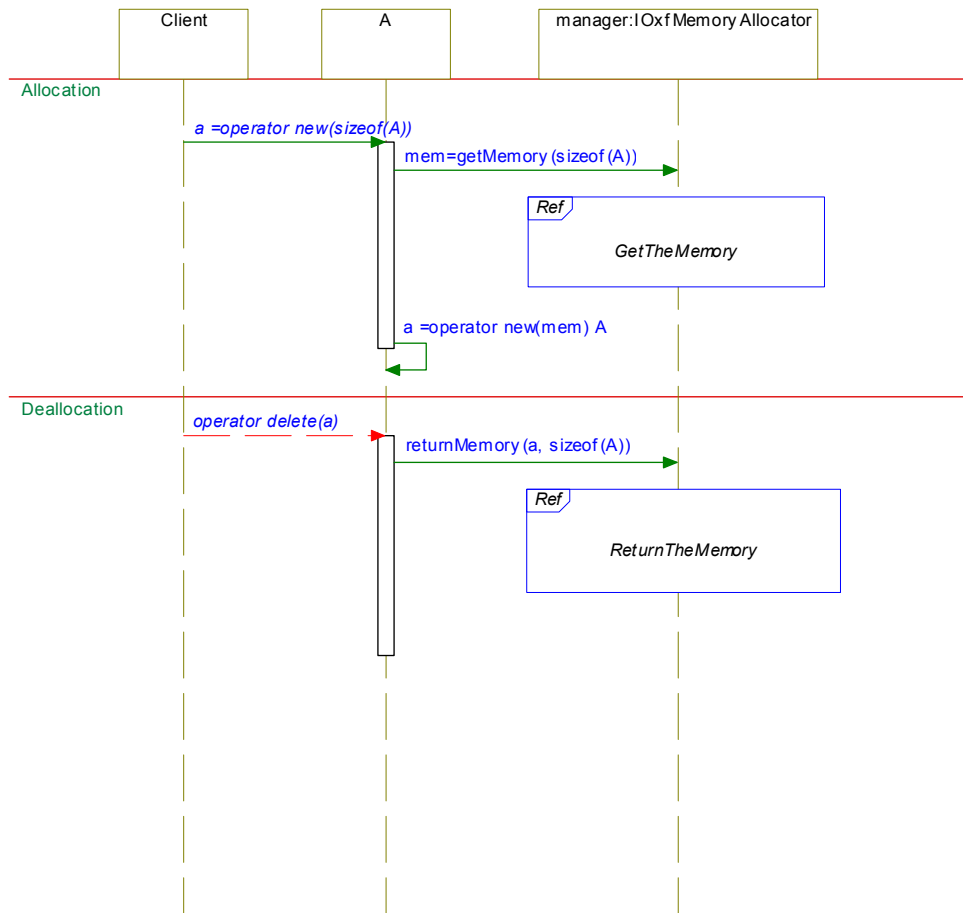 Client
A
manager:IOxfMemoryAllocator
Allocation
a =operator new(sizeof(A))
mem=getMemory(sizeof(A))
Ref
GetTheMemory
a =operator new(mem) A
Deallocation
operator delete(a)
returnMemory(a, sizeof(A))
Ref
ReturnTheMemory